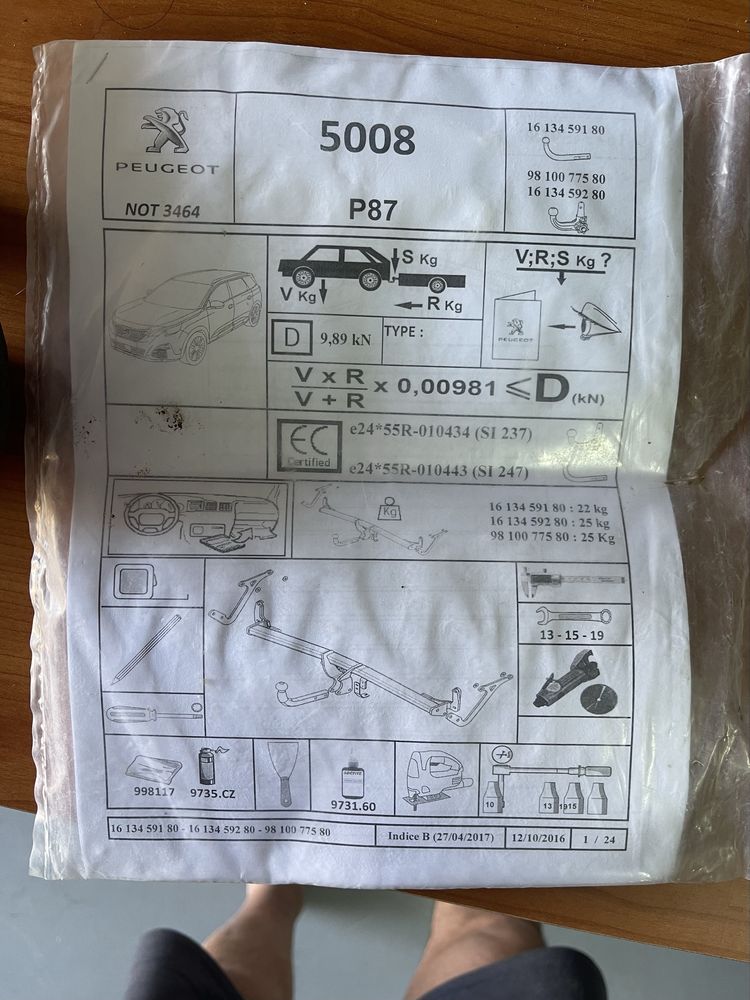 PEUGEOT
NOT 3464
5008
P87
16 134 591 80
98 100 775 80
16 134 592 80
S Kg
V Kg
R Kg
D 9,89 kN
TYPE :
V;R;S Kg ?
PEUGEOT
V x R
V + R
x 0,00981 ⩽ D (kN)
EC
Certified
e24*55R-010434 (SI 237)
e24*55R-010443 (SI 247)
Kg
16 134 591 80 : 22 kg
16 134 592 80 : 25 kg
98 100 775 80 : 25 Kg
13 - 15 - 19
998117
9735.CZ
LOCTITE
9731.60
10
13
19
15
16 134 591 80 - 16 134 592 80 - 98 100 775 80
Indice B (27/04/2017)
12/10/2016
1 / 24